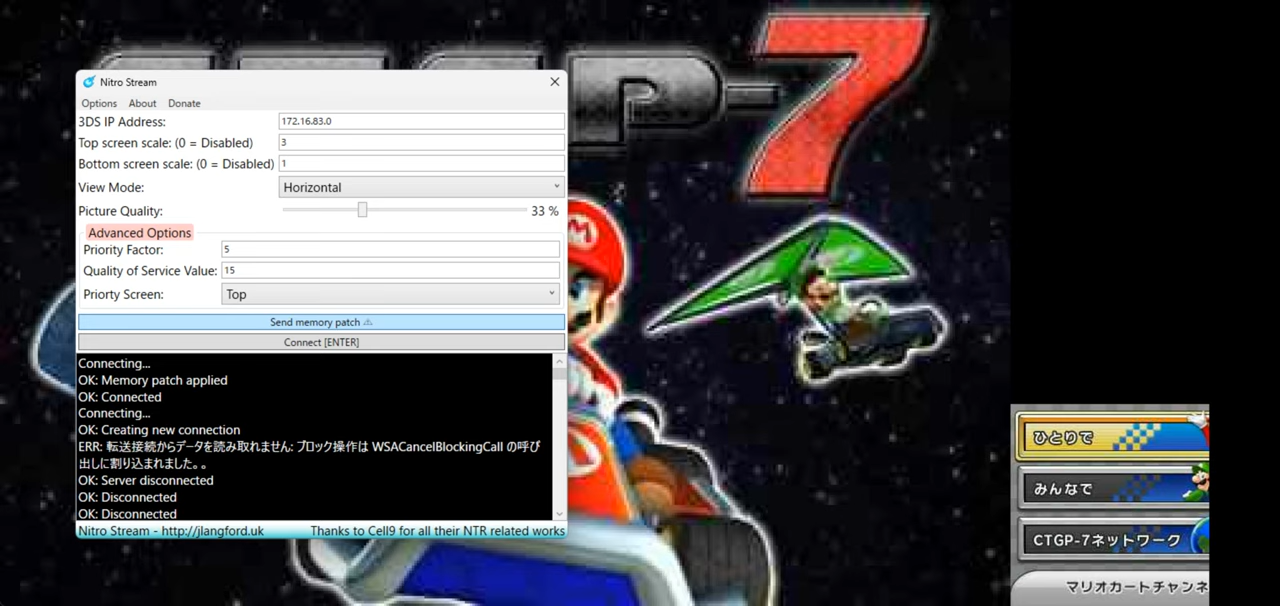 P-7
Nitro Stream
Options About Donate
3DS IP Address: 172.16.83.0
Top screen scale: (0 = Disabled) 3
Bottom screen scale: (0 = Disabled) 1
View Mode: Horizontal
Picture Quality: 33 %
Advanced Options
Priority Factor: 5
Quality of Service Value: 15
Priorty Screen: Top
Send memory patch ⚠
Connect [ENTER]
Connecting...
OK: Memory patch applied
OK: Connected
Connecting...
OK: Creating new connection
ERR: 転送接続からデータを読み取れません: ブロック操作は WSACancelBlockingCall の呼び
出しに割り込まれました。。
OK: Server disconnected
OK: Disconnected
OK: Disconnected
Nitro Stream - http://jlangford.uk Thanks to Cell9 for all their NTR related works
M
ひとりで
みんなで
CTGP-7ネットワーク
マリオカートチャンネ